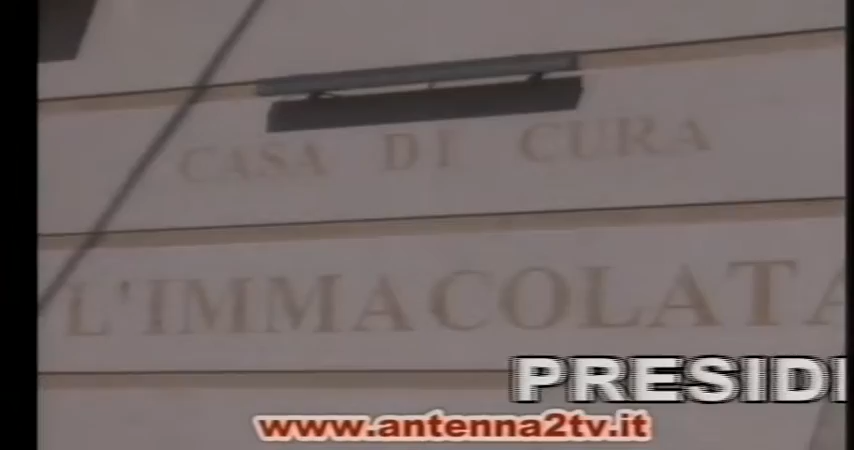 CASA DI CURA
L'IMMACOLATA
PRESIDI
www.antenna2tv.it